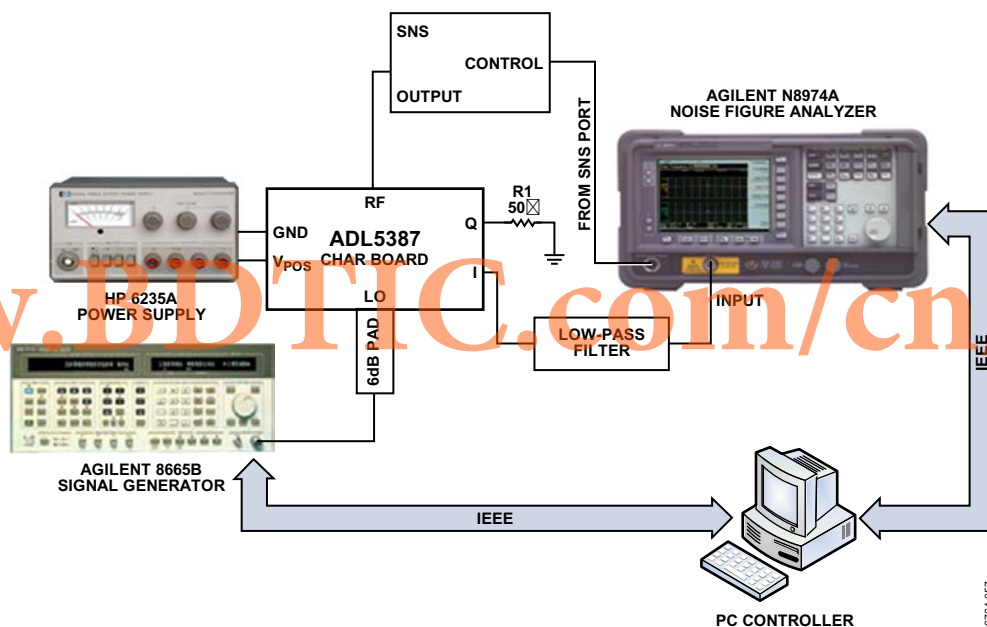 SNS
CONTROL
OUTPUT
FROM SNS PORT
AGILENT N8974A
NOISE FIGURE ANALYZER
RF
GND
ADL5387
CHAR BOARD
VPOS
LO
Q
I
R1
50
6dB PAD
HP 6235A
POWER SUPPLY
LOW-PASS
FILTER
INPUT
w.BDTIC.com/cn
IEEE
AGILENT 8665B
SIGNAL GENERATOR
IEEE
PC CONTROLLER